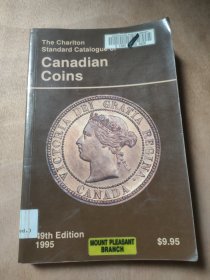 The Charlton
Standard Catalogue of
Canadian
Coins
VICTORIA DEI GRATIA REGINA
CANADA
49th Edition
1995
MOUNT PLEASANT
BRANCH
$9.95